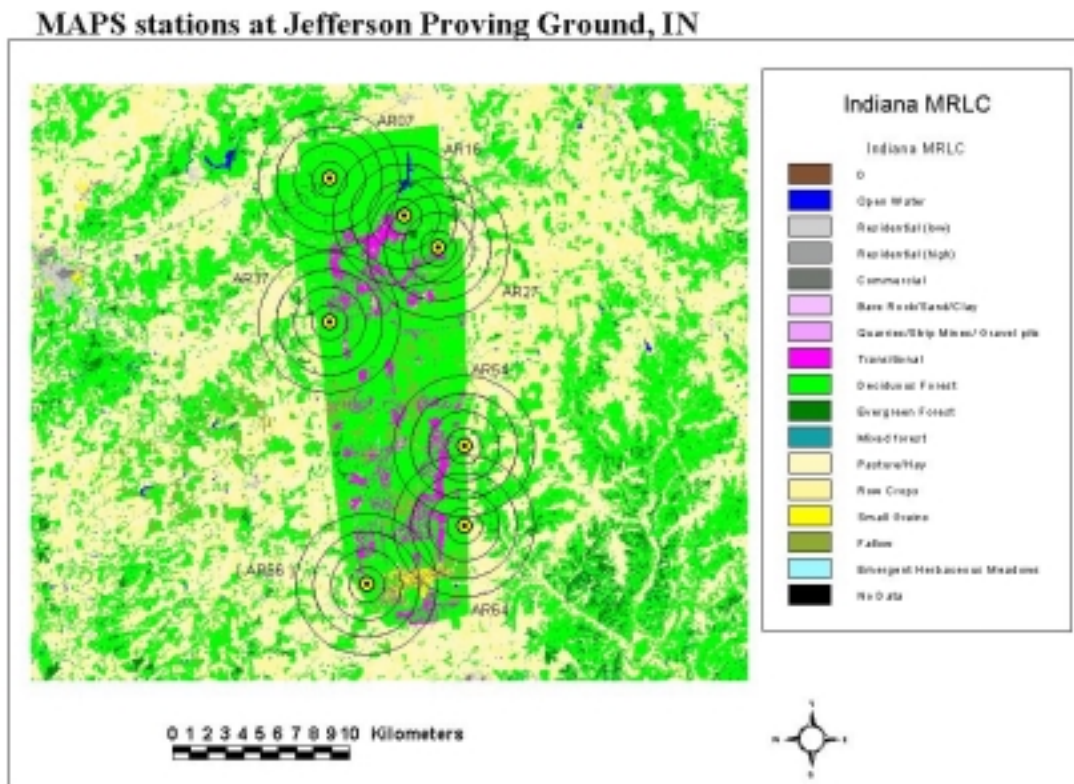 MAPS stations at Jefferson Proving Ground, IN
AR07
AR16
AR37
AR27
AR54
AR56
AR64
Indiana MRLC
Indiana MRLC
0
Open Water
Residential (low)
Residential (high)
Commercial
Bare Rock/Sand/Clay
Quarries/Strip Mines/ Gravel pits
Transitional
Deciduous Forest
Evergreen Forest
Mixed forest
Pasture/Hay
Row Crops
Small Grains
Fallow
Emergent Herbaceous Meadows
No Data
0 1 2 3 4 5 6 7 8 9 10 Kilometers
N
W E
S